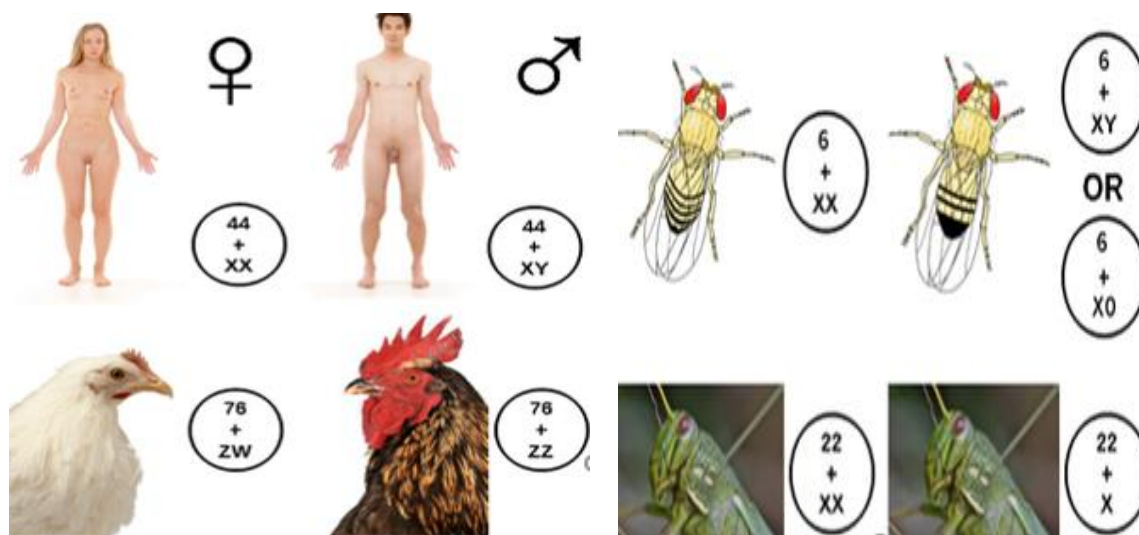 44
+
XX
44
+
XY
6
+
XX
6
+
XY
OR
6
+
XO
76
+
ZW
76
+
ZZ
22
+
XX
22
+
X